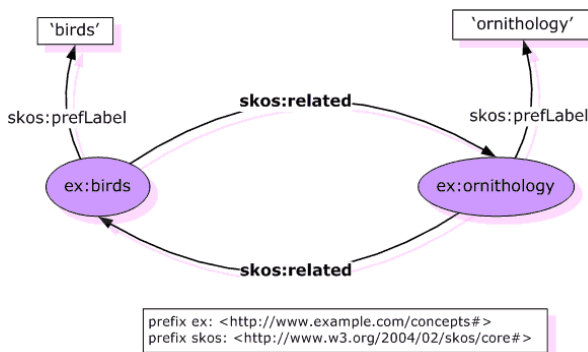 ‘birds’
‘ornithology’
skos:related
skos:prefLabel
skos:prefLabel
ex:birds
ex:ornithology
skos:related
prefix ex: <http://www.example.com/concepts#>
prefix skos: <http://www.w3.org/2004/02/skos/core#>